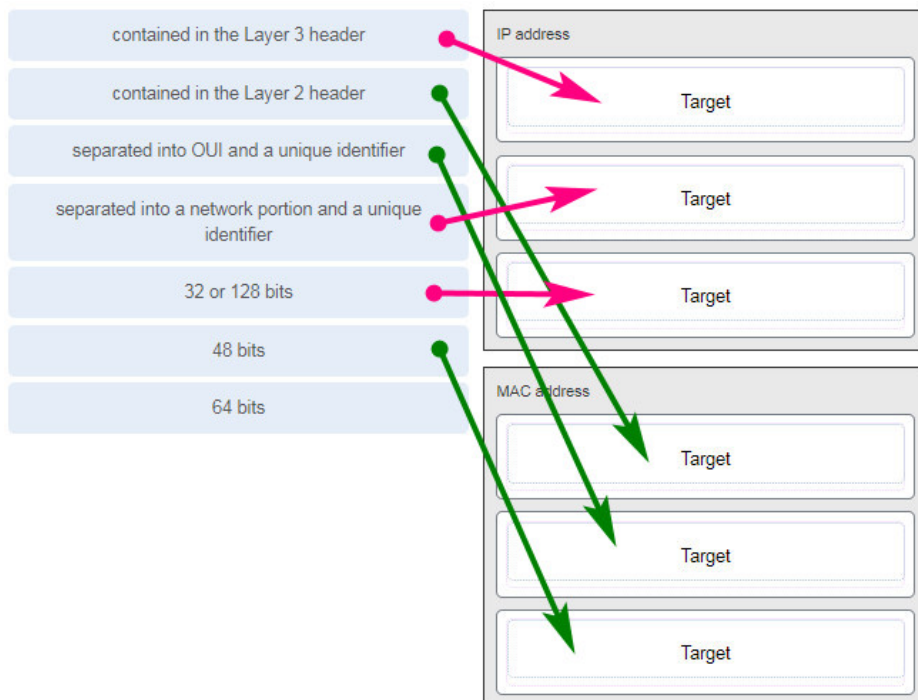 contained in the Layer 3 header
contained in the Layer 2 header
separated into OUI and a unique identifier
separated into a network portion and a unique
identifier
32 or 128 bits
48 bits
64 bits
IP address
Target
Target
Target
MAC address
Target
Target
Target